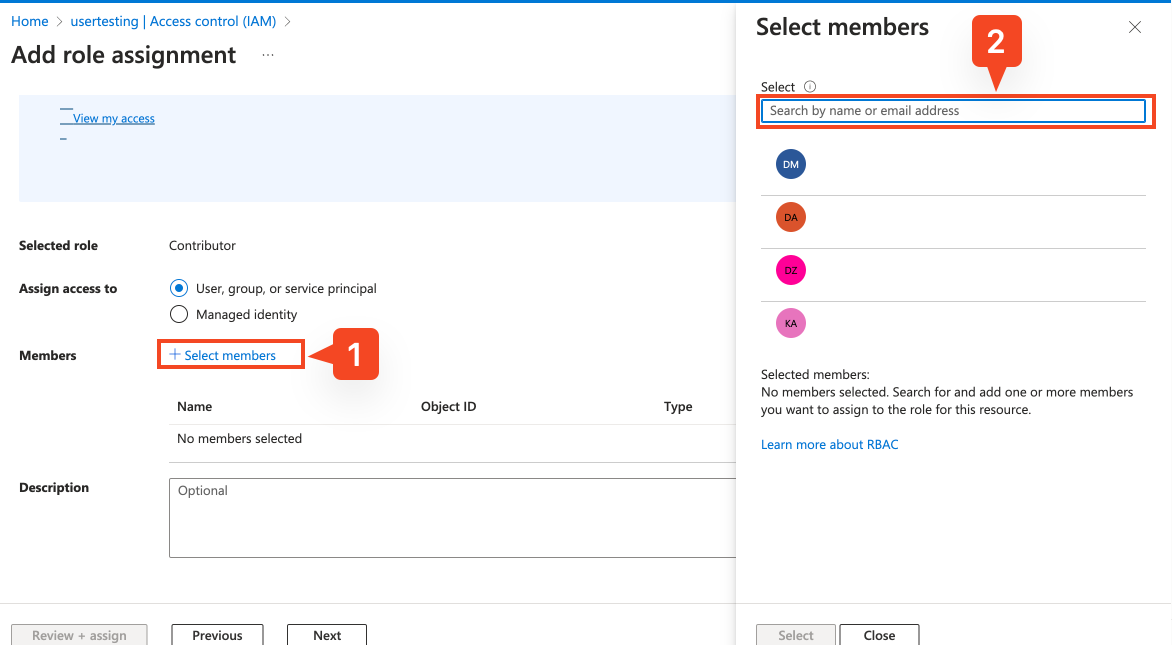 Home > usertesting | Access control (IAM) >
Add role assignment ...
View my access
Selected role Contributor
Assign access to User, group, or service principal
Managed identity
Members + Select members
1
Name Object ID Type
No members selected
Description Optional
Review + assign Previous Next
Select members
2
Select
Search by name or email address
DM
DA
DZ
KA
Selected members:
No members selected. Search for and add one or more members
you want to assign to the role for this resource.
Learn more about RBAC
Select Close